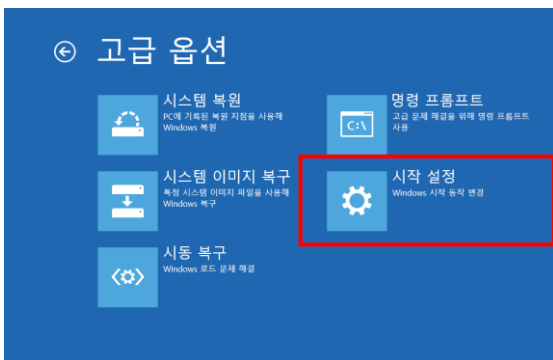 고급 옵션
시스템 복원
PC에 기록된 복원 지점을 사용해
Windows 복원
시스템 이미지 복구
특정 시스템 이미지 파일을 사용해
Windows 복구
시동 복구
Windows 로드 문제 해결
명령 프롬프트
고급 문제 해결을 위해 명령 프롬프트
사용
C:\
시작 설정
Windows 시작 동작 변경